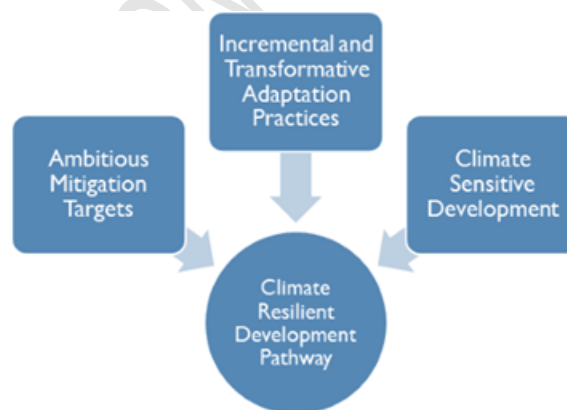 Incremental and
Transformative
Adaptation
Practices
Ambitious
Mitigation
Targets
Climate
Sensitive
Development
Climate
Resilient
Development
Pathway